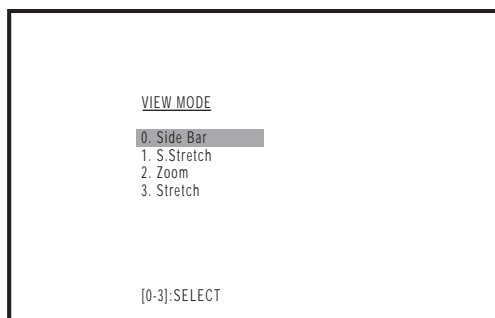 VIEW MODE
0. Side Bar
1. S.Stretch
2. Zoom
3. Stretch
[0-3]:SELECT